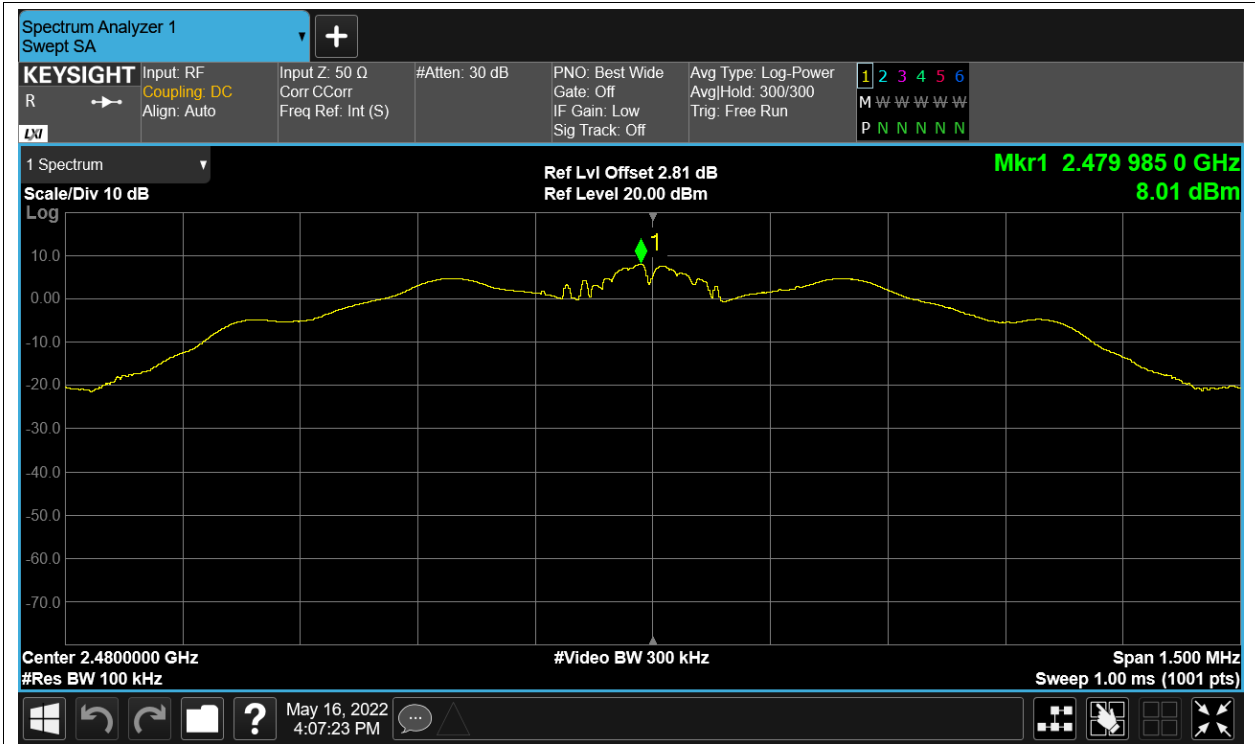 Spectrum Analyzer 1
Swept SA
KEYSIGHT
R
LXI
Input: RF
Coupling: DC
Align: Auto
Input Z: 50 Ω
Corr CCorr
Freq Ref: Int (S)
#Atten: 30 dB
PNO: Best Wide
Gate: Off
IF Gain: Low
Sig Track: Off
Avg Type: Log-Power
Avg|Hold: 300/300
Trig: Free Run
1 2 3 4 5 6
M W W W W W
P N N N N N
1 Spectrum
Scale/Div 10 dB
Log
Ref Lvl Offset 2.81 dB
Ref Level 20.00 dBm
Mkr1 2.479 985 0 GHz
8.01 dBm
1
10.0
0.00
-10.0
-20.0
-30.0
-40.0
-50.0
-60.0
-70.0
Center 2.4800000 GHz
#Res BW 100 kHz
#Video BW 300 kHz
Span 1.500 MHz
Sweep 1.00 ms (1001 pts)
?
May 16, 2022
4:07:23 PM